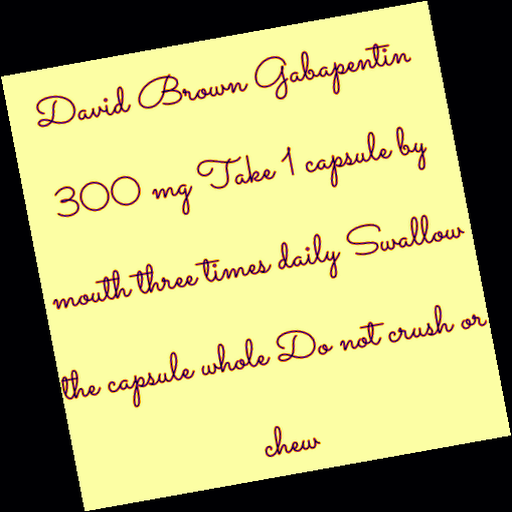 David Brown Gabapentin
300 mg Take 1 capsule by
mouth three times daily Swallow
the capsule whole Do not crush or
chew